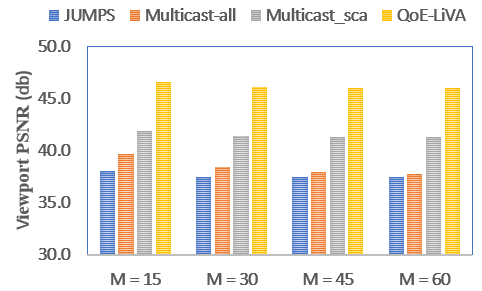 JUMPS Multicast-all Multicast_sca QoE-LiVA
Viewport PSNR (db)
50.0
45.0
40.0
35.0
30.0
M = 15 M = 30 M = 45 M = 60